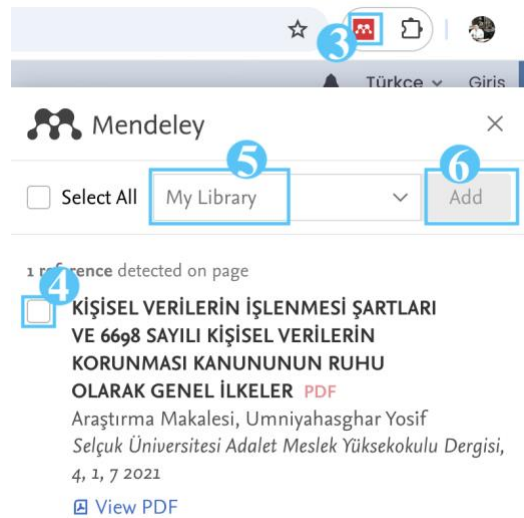 3
Türkçe Giriş
Mendeley
5
6
Select All My Library Add
1 reference detected on page
4
KİŞİSEL VERİLERİN İŞLENMESİ ŞARTLARI
VE 6698 SAYILI KİŞİSEL VERİLERİN
KORUNMASI KANUNUNUN RUHU
OLARAK GENEL İLKELER PDF
Araştırma Makalesi, Umniyahasghar Yosif
Selçuk Üniversitesi Adalet Meslek Yüksekokulu Dergisi,
4, 1, 7 2021
View PDF